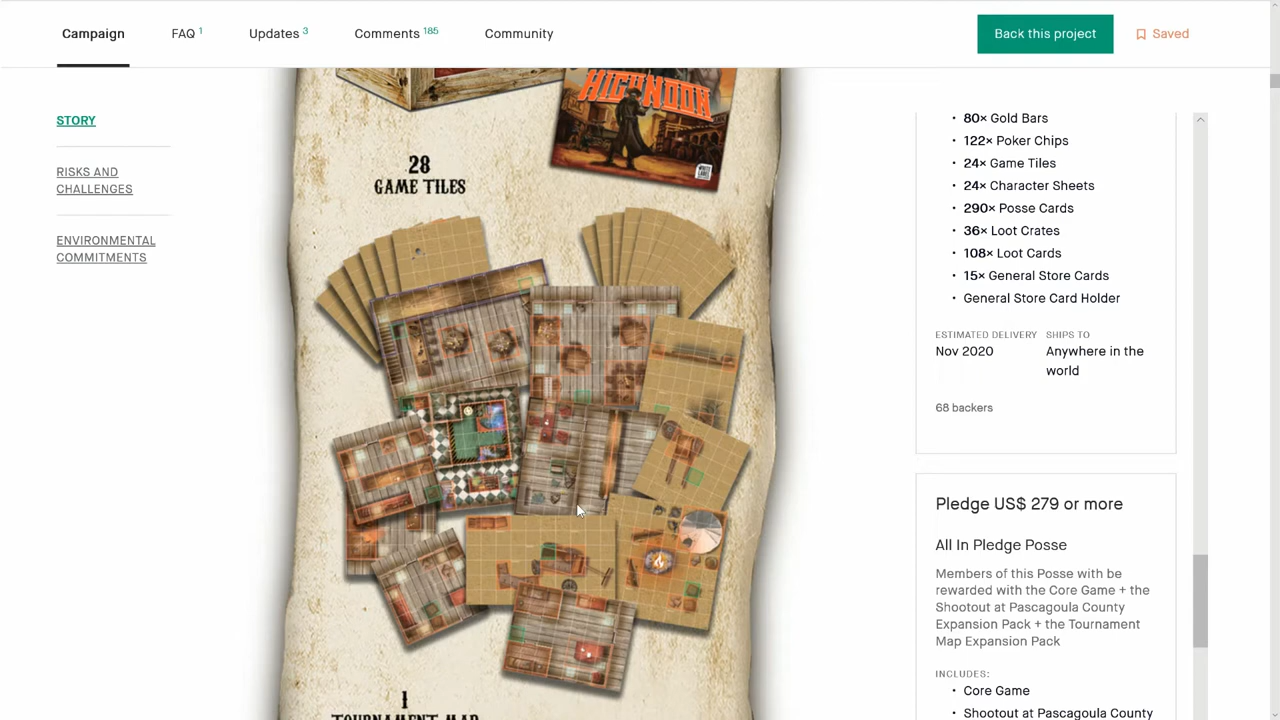 Campaign
FAQ 1
Updates 3
Comments 185
Community
Back this project
Saved
STORY
RISKS AND
CHALLENGES
ENVIRONMENTAL
COMMITMENTS
HIGH NOON
28
GAME TILES
1
TOURNAMENT MAP
• 80× Gold Bars
• 122× Poker Chips
• 24× Game Tiles
• 24× Character Sheets
• 290× Posse Cards
• 36× Loot Crates
• 108× Loot Cards
• 15× General Store Cards
• General Store Card Holder
ESTIMATED DELIVERY
Nov 2020
SHIPS TO
Anywhere in the
world
68 backers
Pledge US$ 279 or more
All In Pledge Posse
Members of this Posse with be
rewarded with the Core Game + the
Shootout at Pascagoula County
Expansion Pack + the Tournament
Map Expansion Pack
INCLUDES:
• Core Game
• Shootout at Pascagoula County